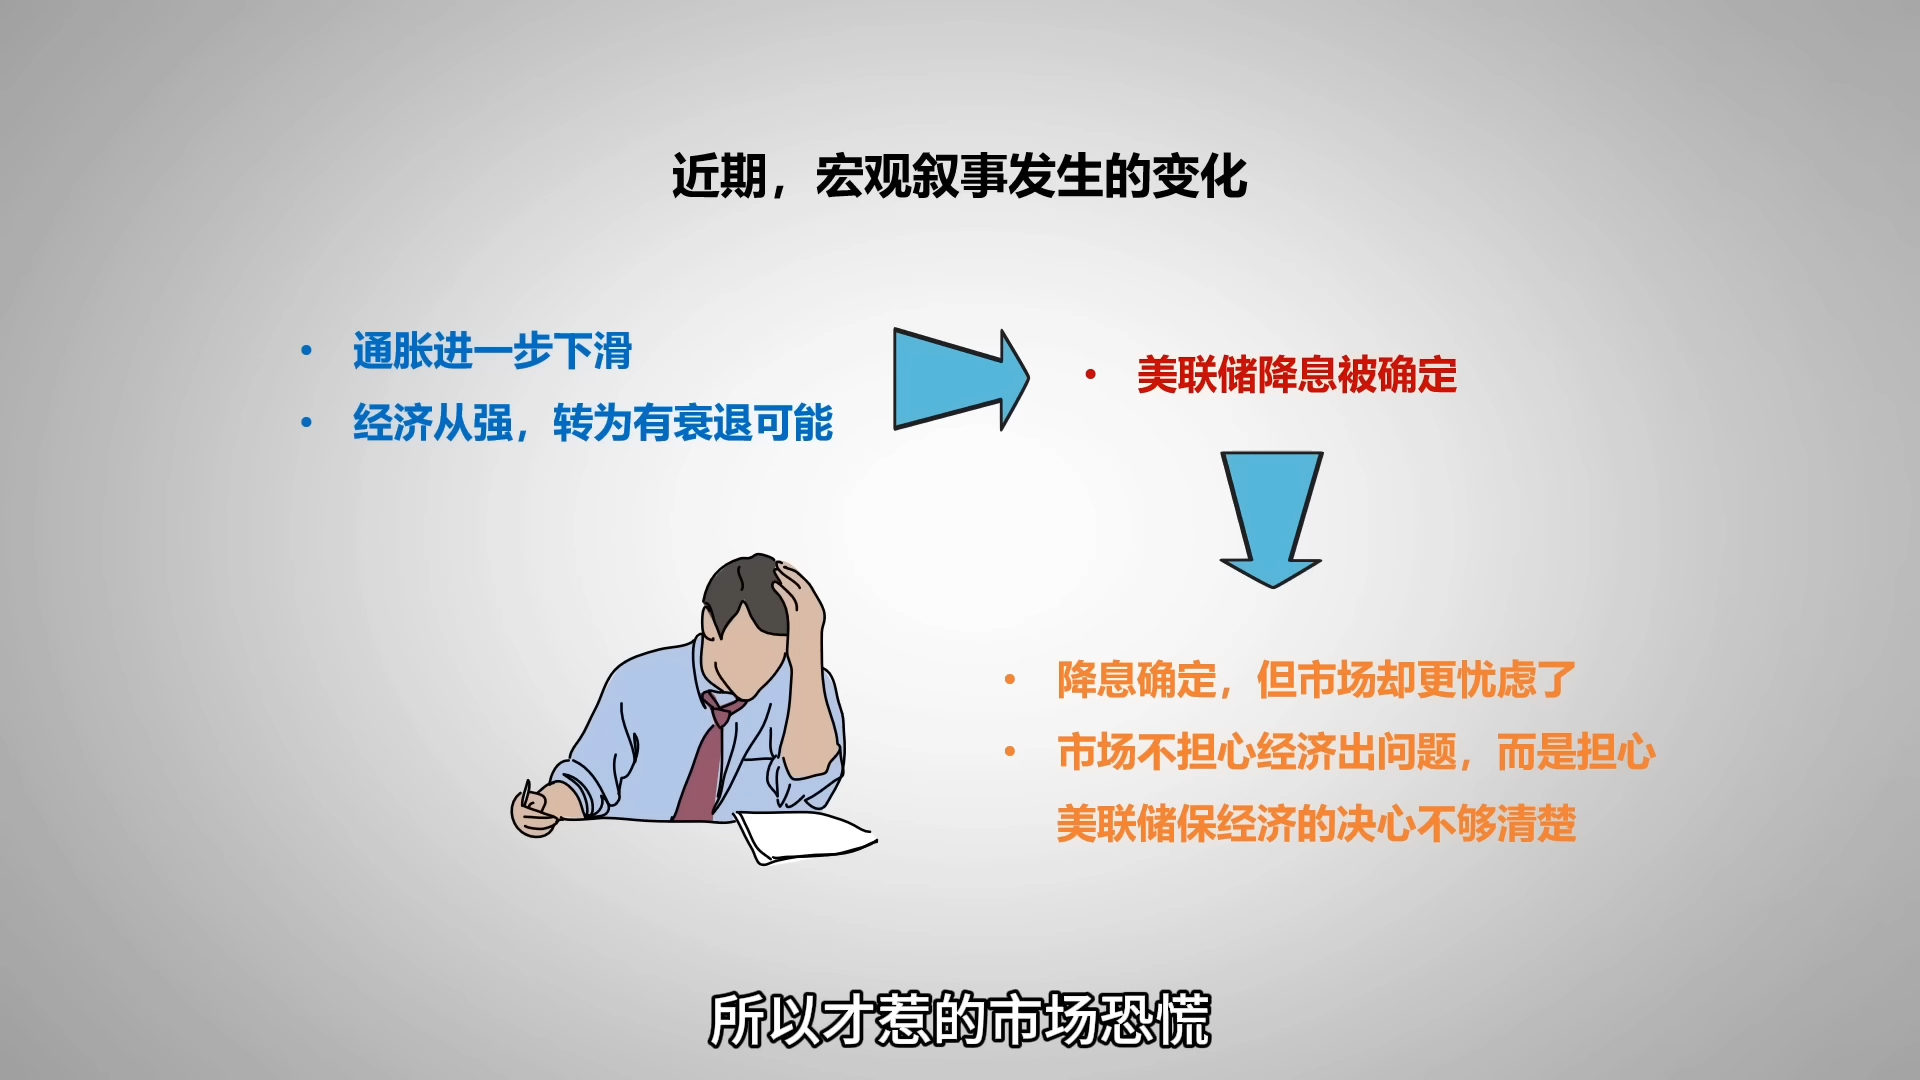 近期，宏观叙事发生的变化
• 通胀进一步下滑
• 经济从强，转为有衰退可能
• 美联储降息被确定
• 降息确定，但市场却更忧虑了
• 市场不担心经济出问题，而是担心
美联储保经济的决心不够清楚
所以才惹的市场恐慌